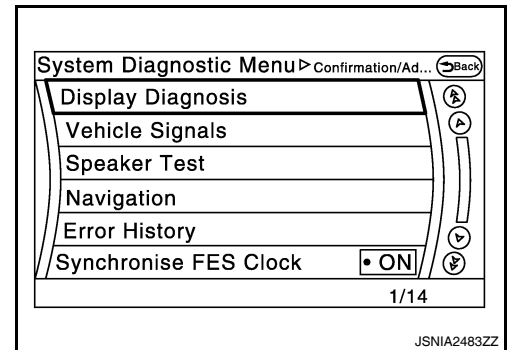 System Diagnostic Menu ▷ Confirmation/Ad... Back
Display Diagnosis
Vehicle Signals
Speaker Test
Navigation
Error History
Synchronise FES Clock • ON
1/14
JSNIA2483ZZ